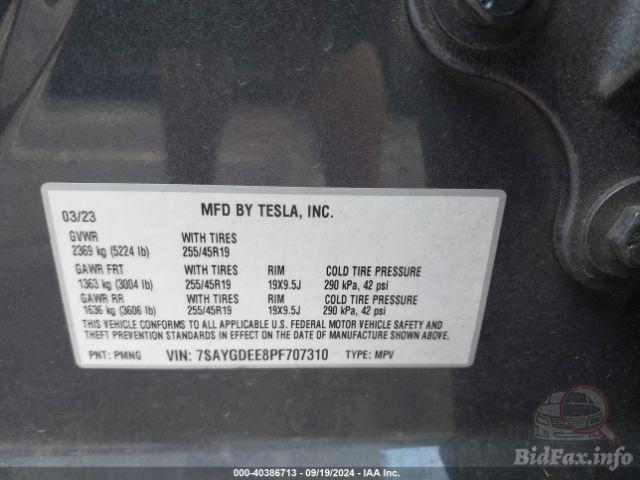 03/23 MFD BY TESLA, INC.
GVWR WITH TIRES
2369 kg (5224 lb) 255/45R19
GAWR FRT WITH TIRES RIM COLD TIRE PRESSURE
1363 kg (3004 lb) 255/45R19 19X9.5J 290 kPa, 42 psi
GAWR RR WITH TIRES RIM COLD TIRE PRESSURE
1636 kg (3606 lb) 255/45R19 19X9.5J 290 kPa, 42 psi
THIS VEHICLE CONFORMS TO ALL APPLICABLE U.S. FEDERAL MOTOR VEHICLE SAFETY AND
THEFT PREVENTION STANDARDS IN EFFECT ON THE DATE OF MANUFACTURE SHOWN ABOVE.
PNT: PMNG VIN: 7SAYGDEE8PF707310 TYPE: MPV
BidFax.info
000-40386713 - 09/19/2024 - IAA Inc.